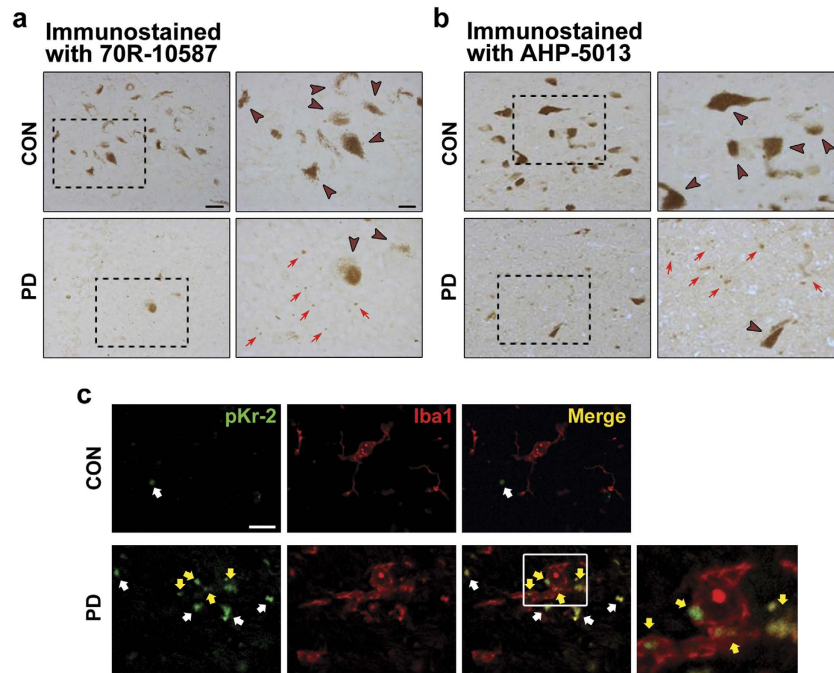 a
Immunostained
with 70R-10587
CON
PD
b
Immunostained
with AHP-5013
CON
PD
c
pKr-2
Iba1
Merge
CON
PD